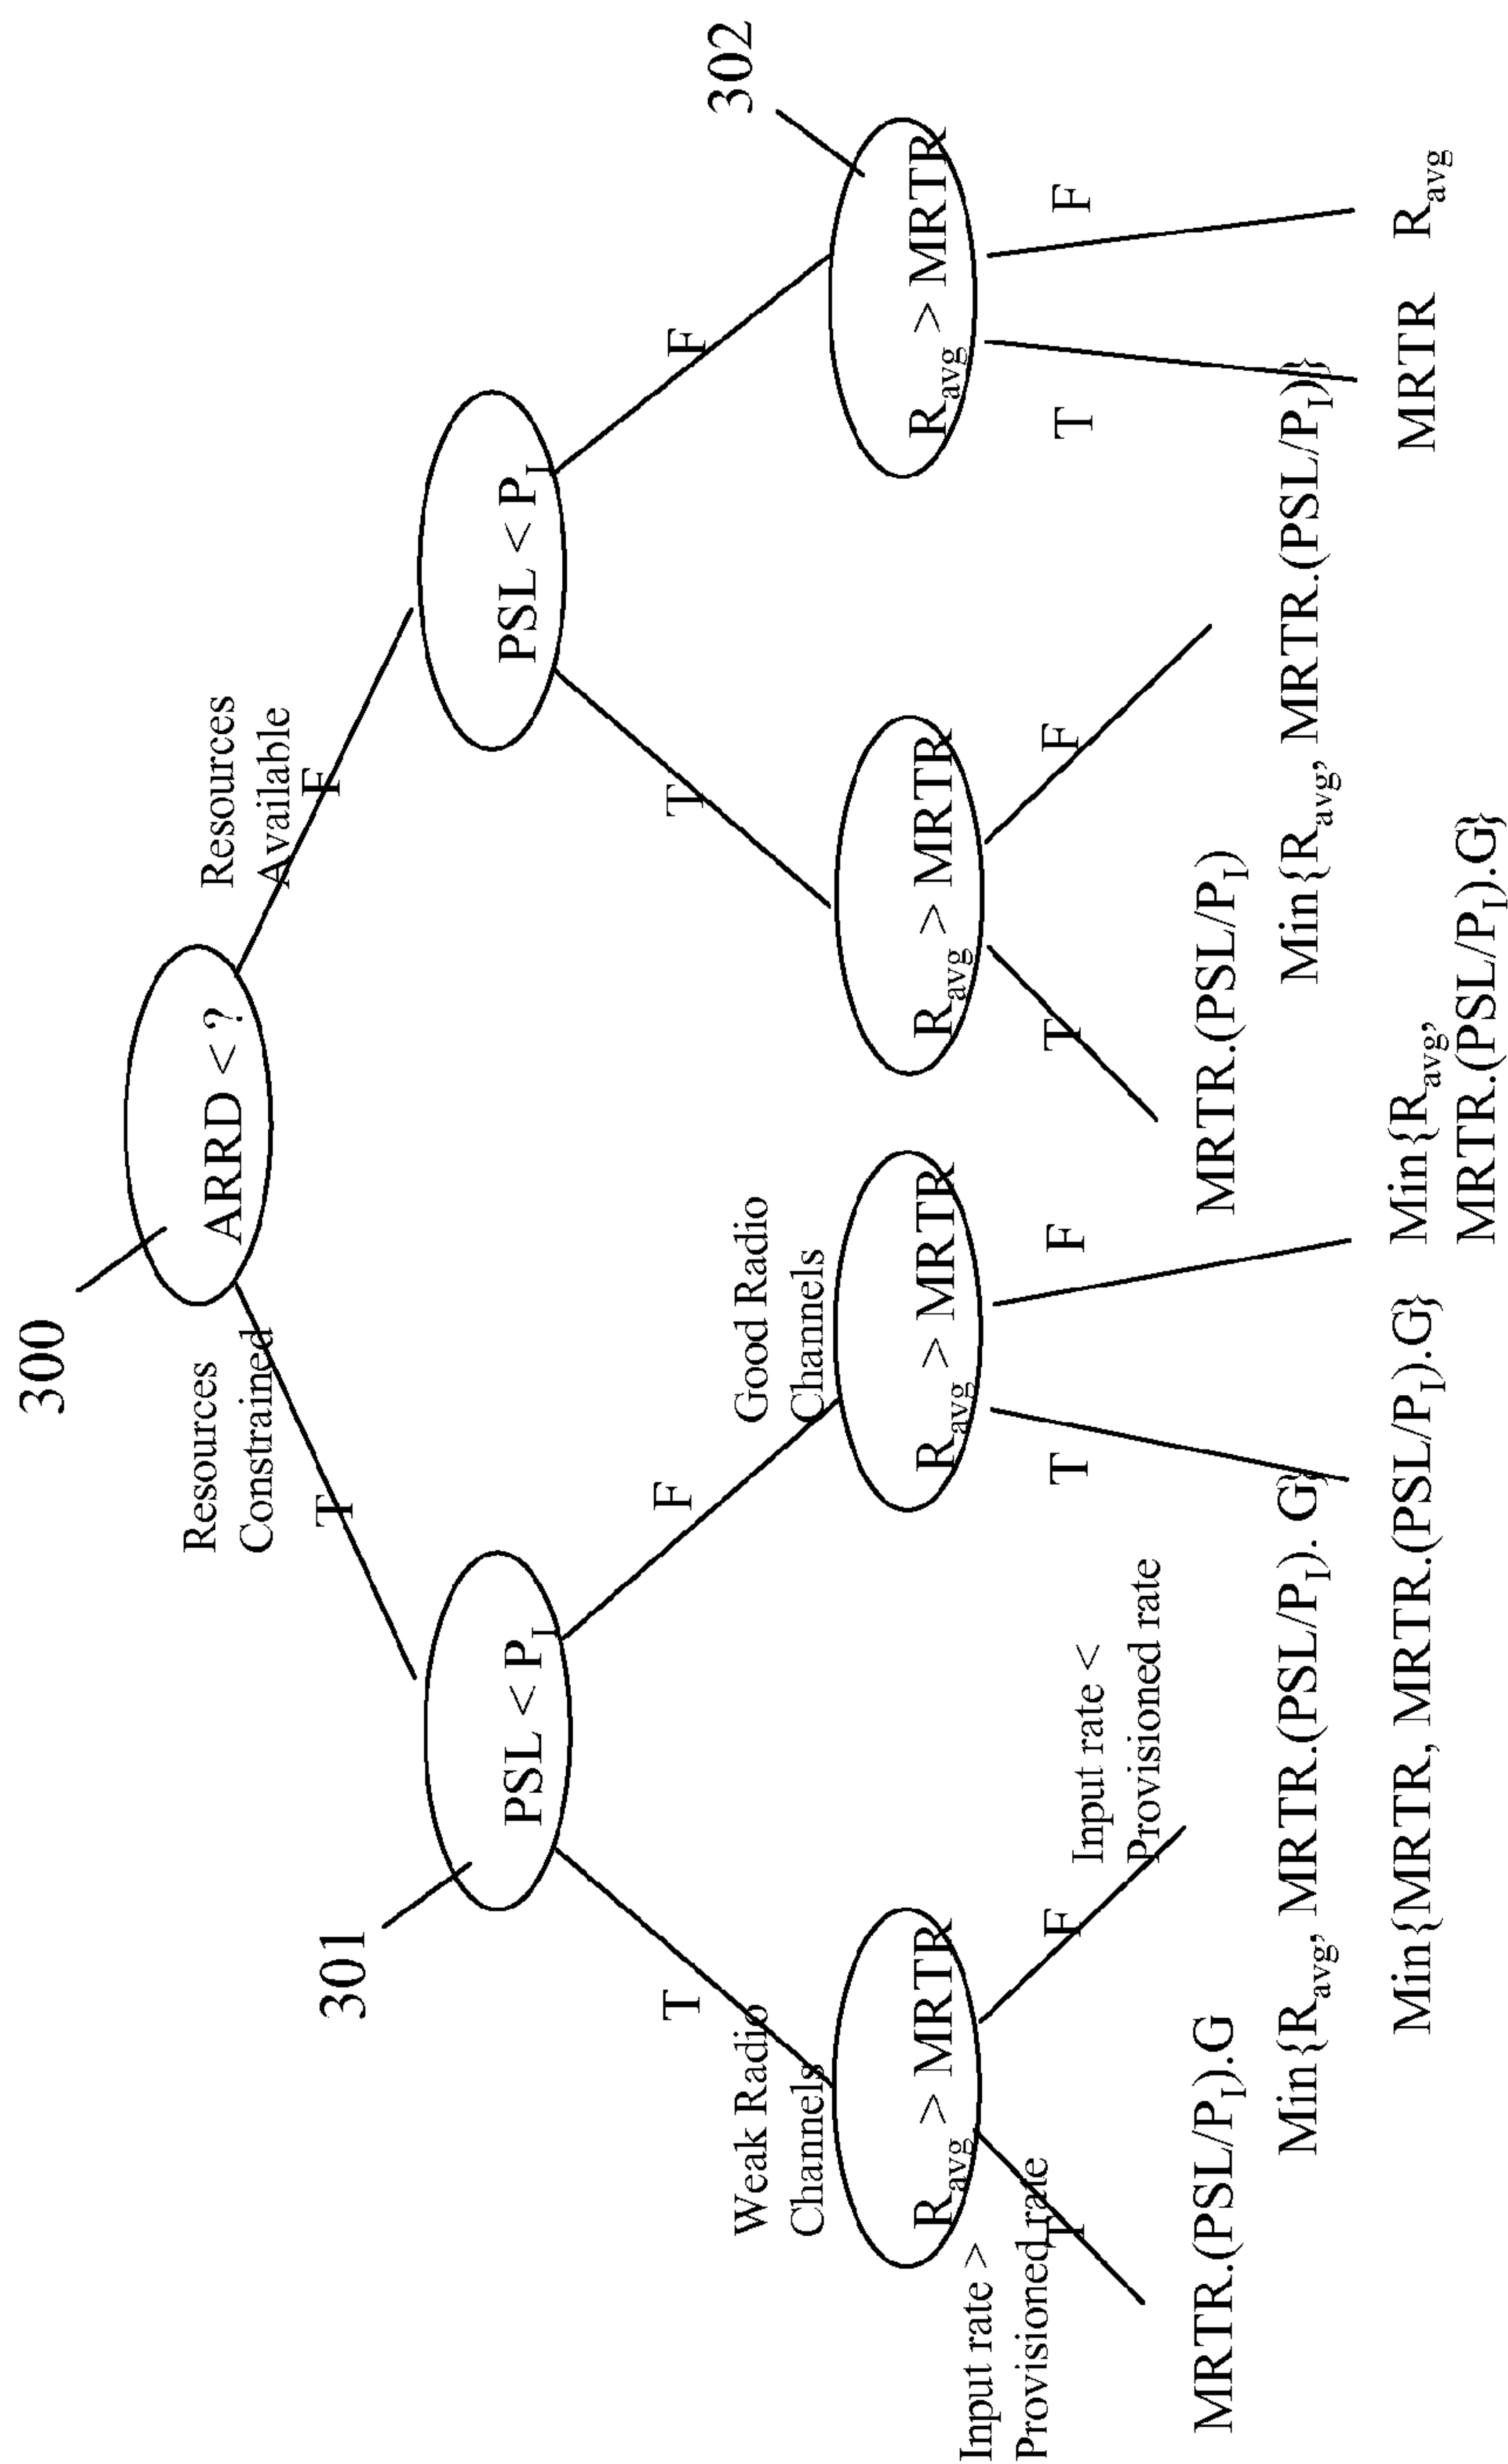 300
ARRD < ?
Resources
Constrained
T
Resources
Available
F
301
PSL < P_I
PSL < P_I
T
F
T
F
302
Weak Radio
Channels
Good Radio
Channels
R_avg > MRTR
R_avg > MRTR
R_avg > MRTR
R_avg > MRTR
Input rate >
Provisioned rate
T
F
Input rate <
Provisioned rate
T
F
T
F
T
F
MRTR.(PSL/P_I).G
Min{R_avg, MRTR.(PSL/P_I). G}
Min{MRTR, MRTR.(PSL/P_I).G}
Min{R_avg,
MRTR.(PSL/P_I).G}
MRTR.(PSL/P_I)
Min{R_avg, MRTR.(PSL/P_I)}
MRTR
R_avg